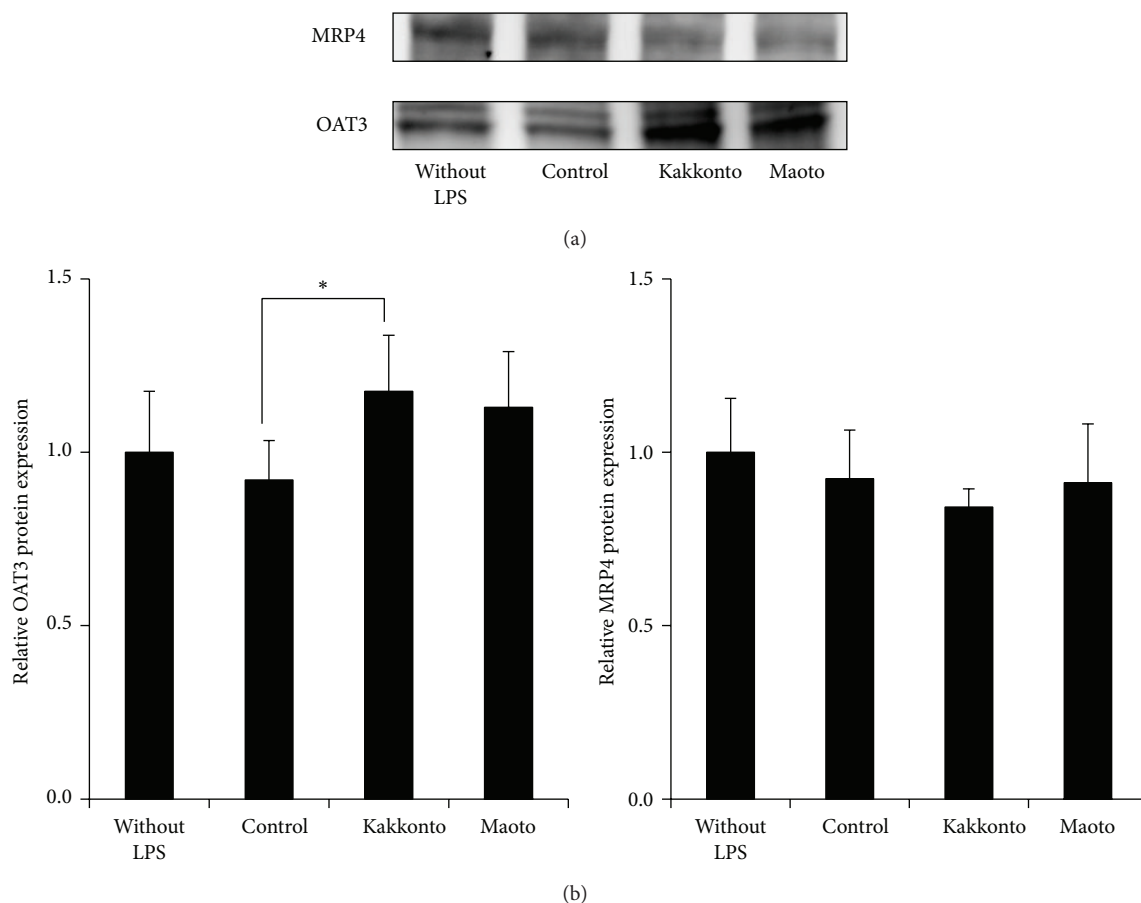 MRP4
OAT3
Without
LPS
Control
Kakkonto
Maoto
(a)
Relative OAT3 protein expression
1.5
1.0
0.5
0.0
*
Without
LPS
Control
Kakkonto
Maoto
Relative MRP4 protein expression
1.5
1.0
0.5
0.0
Without
LPS
Control
Kakkonto
Maoto
(b)